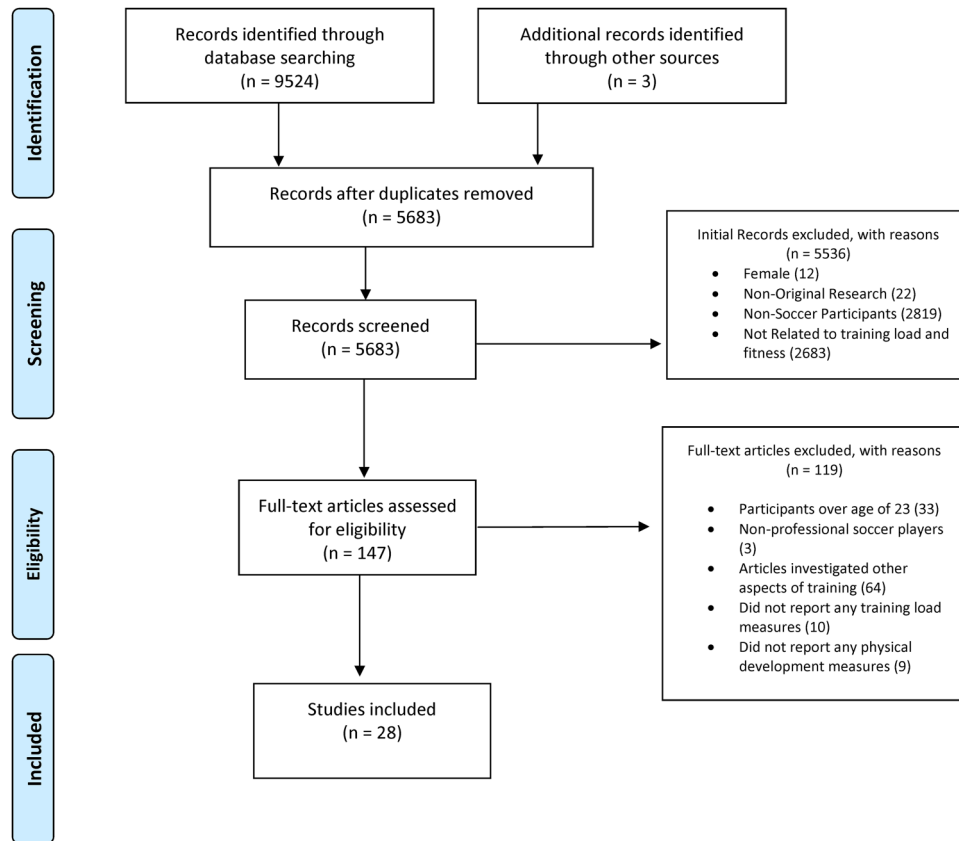 Identification
Records identified through
database searching
(n = 9524)
Additional records identified
through other sources
(n = 3)
Records after duplicates removed
(n = 5683)
Screening
Records screened
(n = 5683)
Initial Records excluded, with reasons
(n = 5536)
• Female (12)
• Non-Original Research (22)
• Non-Soccer Participants (2819)
• Not Related to training load and
fitness (2683)
Eligibility
Full-text articles assessed
for eligibility
(n = 147)
Full-text articles excluded, with reasons
(n = 119)
• Participants over age of 23 (33)
• Non-professional soccer players
(3)
• Articles investigated other
aspects of training (64)
• Did not report any training load
measures (10)
• Did not report any physical
development measures (9)
Included
Studies included
(n = 28)